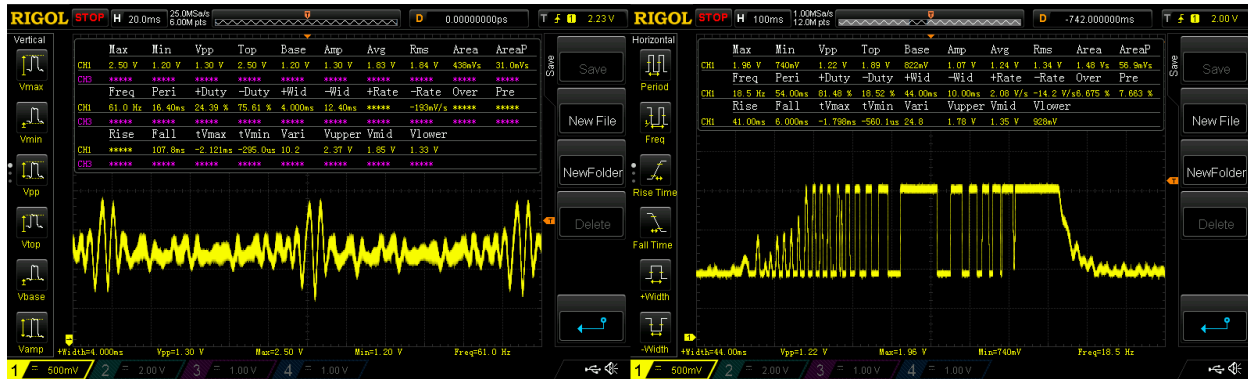 RIGOL STOP H 20.0ms 25.0MSa/s 6.00M pts D 0.00000000ps T 1 2.23 V
Vertical
Vmax
Vmin
Vpp
Vtop
Vbase
Vamp
Max Min Vpp Top Base Amp Avg Rms Area AreaP
CH1 2.50 V 1.20 V 1.30 V 2.50 V 1.20 V 1.30 V 1.83 V 1.84 V 438mVs 31.0mVs
CH3 ***** ***** ***** ***** ***** ***** ***** ***** ***** *****
Freq Peri +Duty -Duty +Wid -Wid +Rate -Rate Over Pre
CH1 61.0 Hz 16.40ms 24.39 % 75.61 % 4.000ms 12.40ms ***** -193mV/s ***** *****
CH3 ***** ***** ***** ***** ***** ***** ***** ***** ***** *****
Rise Fall tVmax tVmin Vari Vupper Vmid Vlower
CH1 ***** 107.8ms -2.121ms -295.0us 10.2 2.37 V 1.85 V 1.33 V
CH3 ***** ***** ***** ***** ***** ***** ***** *****
Save
Save
New File
NewFolder
Delete
T
+Width=4.000ms Vpp=1.30 V Max=2.50 V Min=1.20 V Freq=61.0 Hz
1 = 500mV 2 = 2.00 V 3 = 1.00 V 4 = 1.00 V
RIGOL STOP H 100ms 1.00MSa/s 12.0M pts D -742.000000ms T 1 2.00 V
Horizontal
Period
Freq
Rise Time
Fall Time
+Width
-Width
Max Min Vpp Top Base Amp Avg Rms Area AreaP
CH1 1.96 V 740mV 1.22 V 1.89 V 822mV 1.07 V 1.24 V 1.34 V 1.48 Vs 56.9mVs
Freq Peri +Duty -Duty +Wid -Wid +Rate -Rate Over Pre
CH1 18.5 Hz 54.00ms 81.48 % 18.52 % 44.00ms 10.00ms 2.08 V/s -14.2 V/s 6.675 % 7.663 %
Rise Fall tVmax tVmin Vari Vupper Vmid Vlower
CH1 41.00ms 6.000ms -1.798ms -560.1us 24.8 1.78 V 1.35 V 928mV
Save
Save
New File
NewFolder
Delete
T
1
+Width=44.00ms Vpp=1.22 V Max=1.96 V Min=740mV Freq=18.5 Hz
1 = 500mV 2 = 2.00 V 3 = 1.00 V 4 = 1.00 V